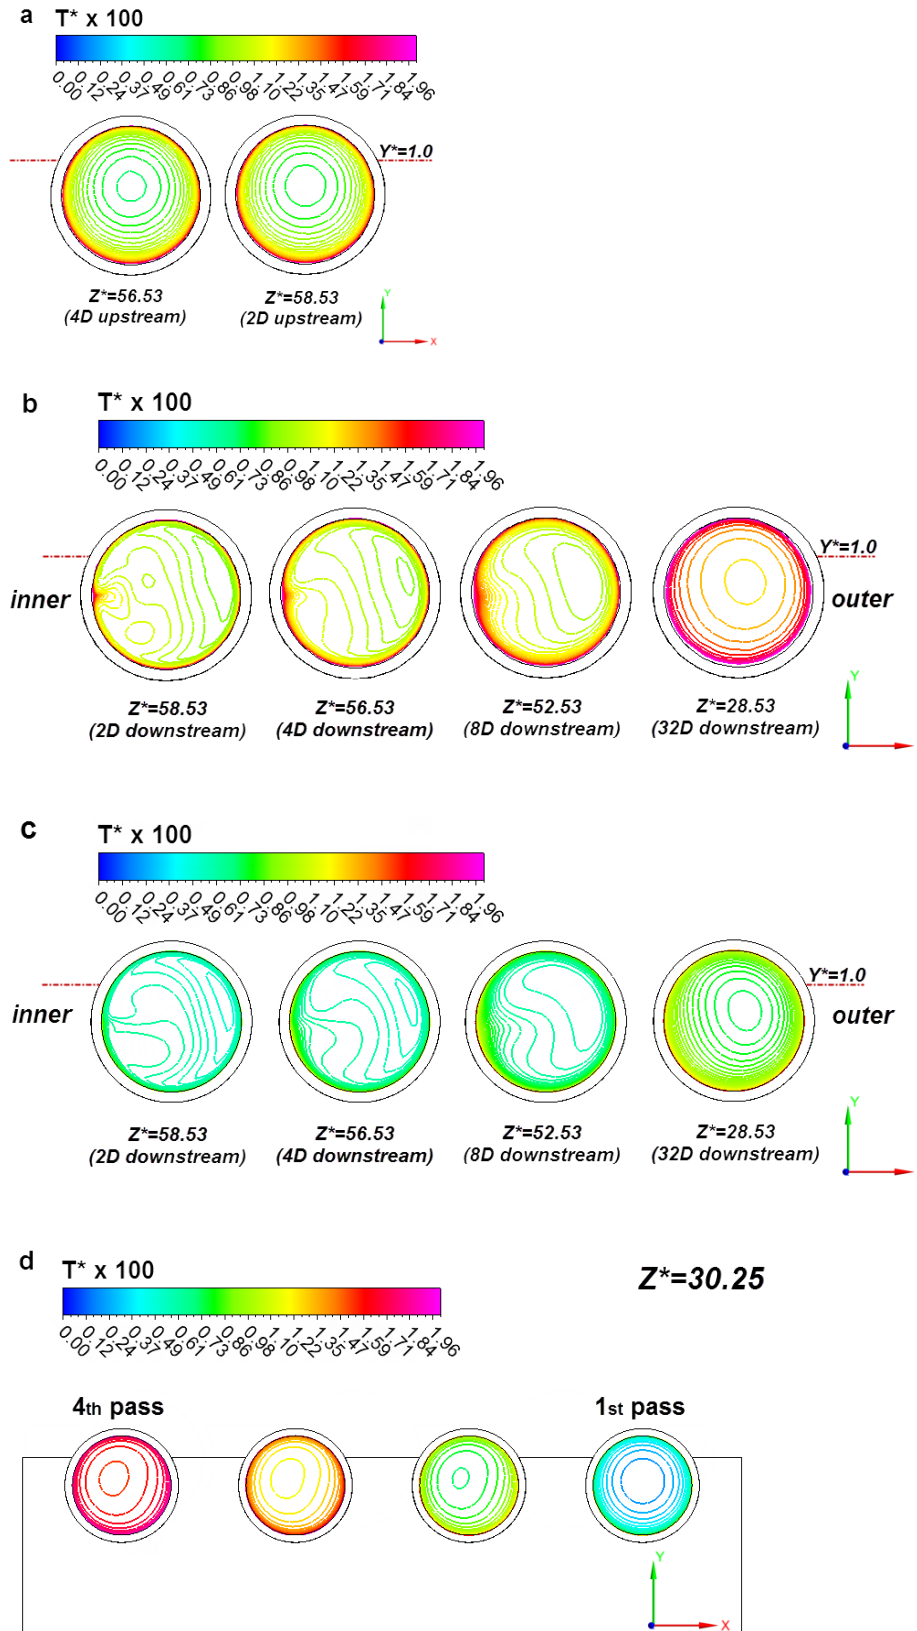 a
T* x 100
0.00 0.12 0.24 0.37 0.49 0.61 0.73 0.86 0.98 1.10 1.22 1.35 1.47 1.59 1.71 1.84 1.96
Y*=1.0
Z*=56.53 Z*=58.53
(4D upstream) (2D upstream)
Y
X
b
T* x 100
0.00 0.12 0.24 0.37 0.49 0.61 0.73 0.86 0.98 1.10 1.22 1.35 1.47 1.59 1.71 1.84 1.96
Y*=1.0
inner outer
Z*=58.53 Z*=56.53 Z*=52.53 Z*=28.53
(2D downstream) (4D downstream) (8D downstream) (32D downstream)
Y
c
T* x 100
0.00 0.12 0.24 0.37 0.49 0.61 0.73 0.86 0.98 1.10 1.22 1.35 1.47 1.59 1.71 1.84 1.96
Y*=1.0
inner outer
Z*=58.53 Z*=56.53 Z*=52.53 Z*=28.53
(2D downstream) (4D downstream) (8D downstream) (32D downstream)
Y
d
T* x 100
Z*=30.25
0.00 0.12 0.24 0.37 0.49 0.61 0.73 0.86 0.98 1.10 1.22 1.35 1.47 1.59 1.71 1.84 1.96
4th pass 1st pass
Y
X